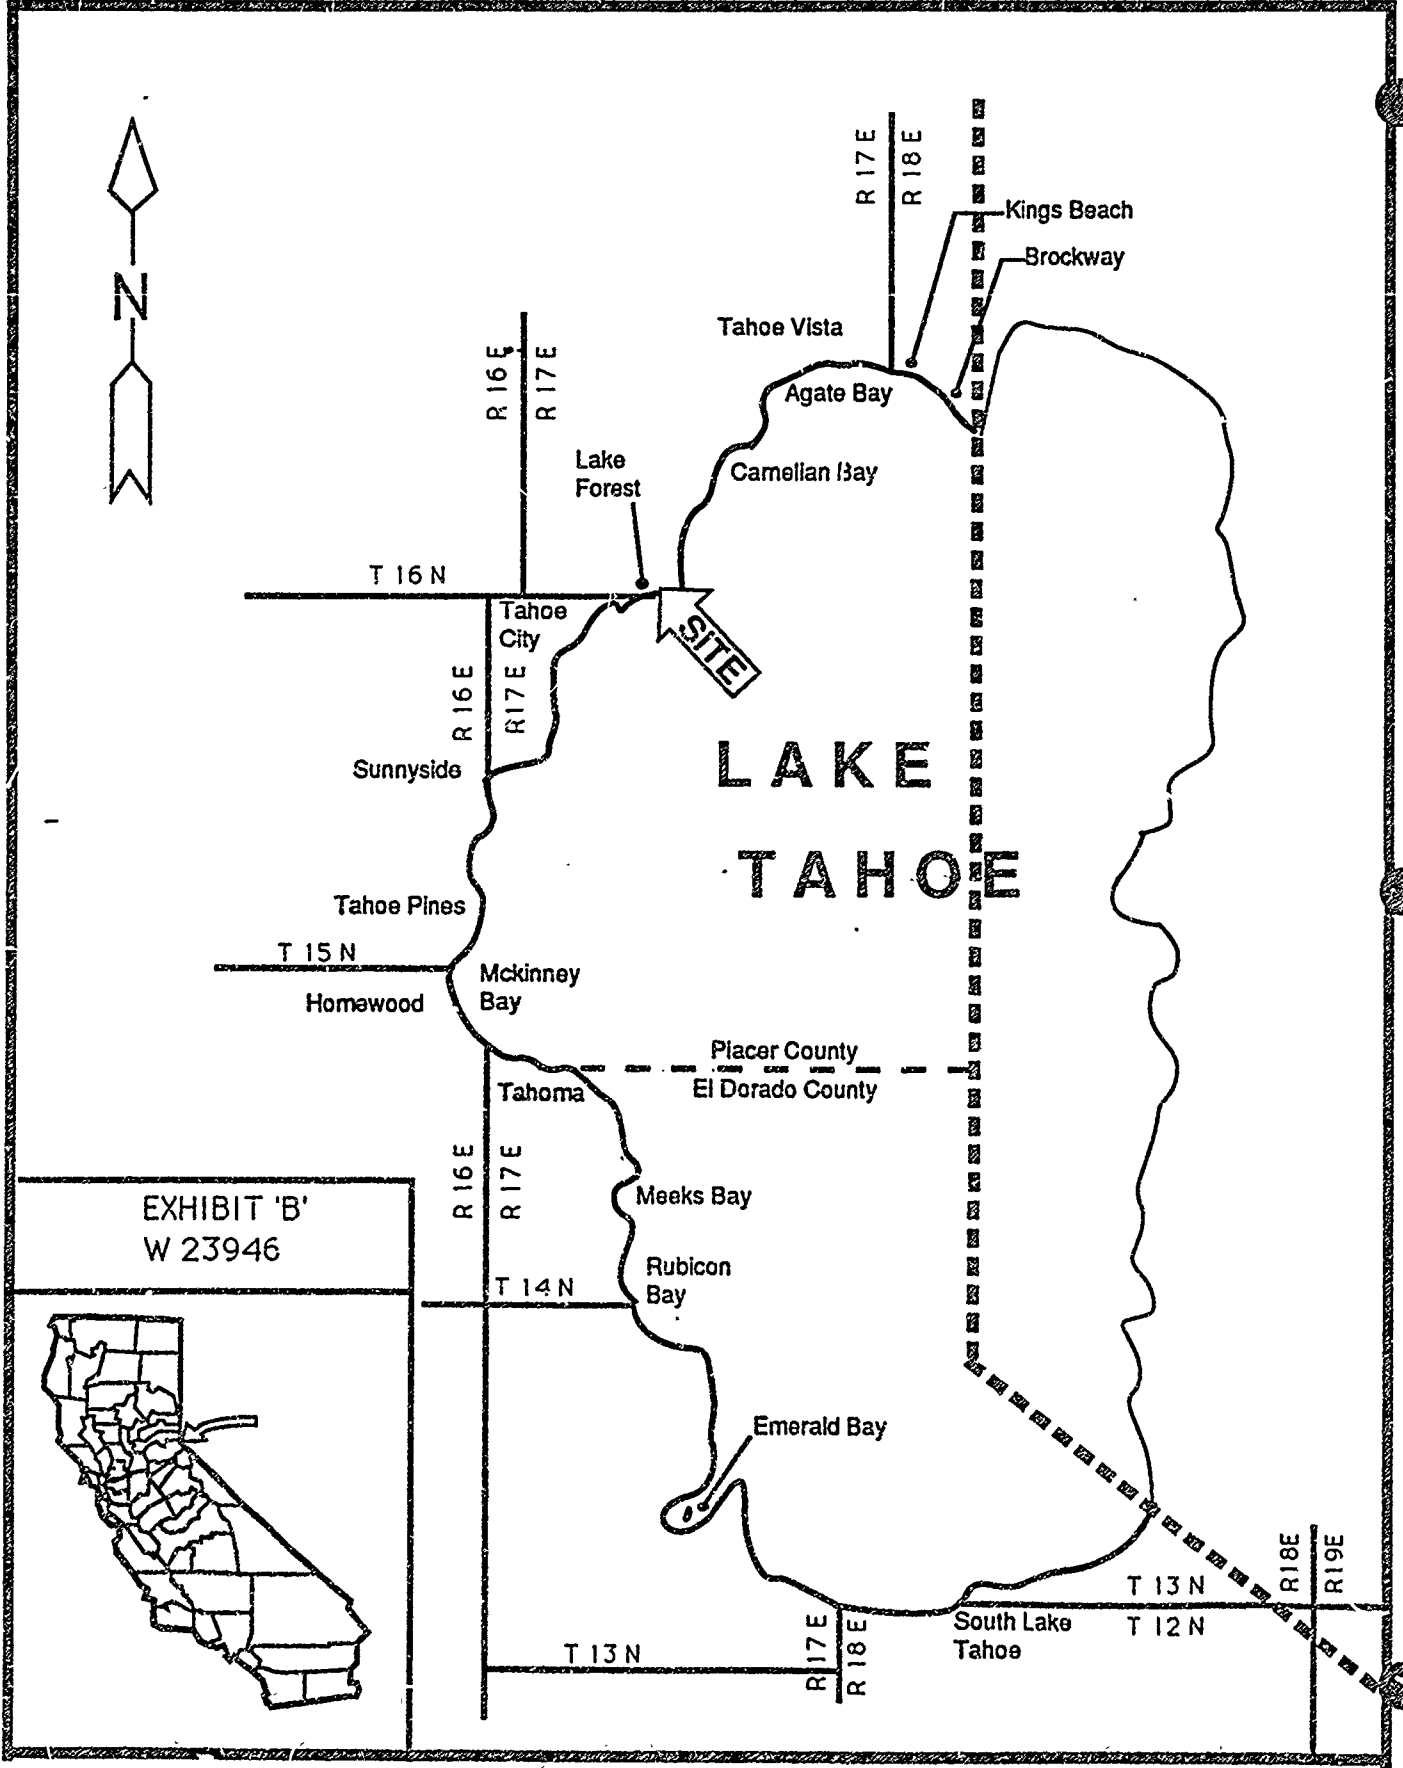 R 17 E
R 18 E
Kings Beach
Brockway
N
Tahoe Vista
R 16 E
R 17 E
Agate Bay
Lake
Forest
Camelian Bay
T 16 N
Tahoe
City
SITE
R 16 E
R 17 E
LAKE
Sunnyside
TAHOE
Tahoe Pines
T 15 N
Mckinney
Bay
Homewood
Placer County
El Dorado County
Tahoma
R 16 E
R 17 E
Meeks Bay
EXHIBIT 'B'
W 23946
Rubicon
Bay
T 14 N
Emerald Bay
R18E
R19E
T 13 N
T 12 N
South Lake
Tahoe
R 17 E
R 18 E
T 13 N